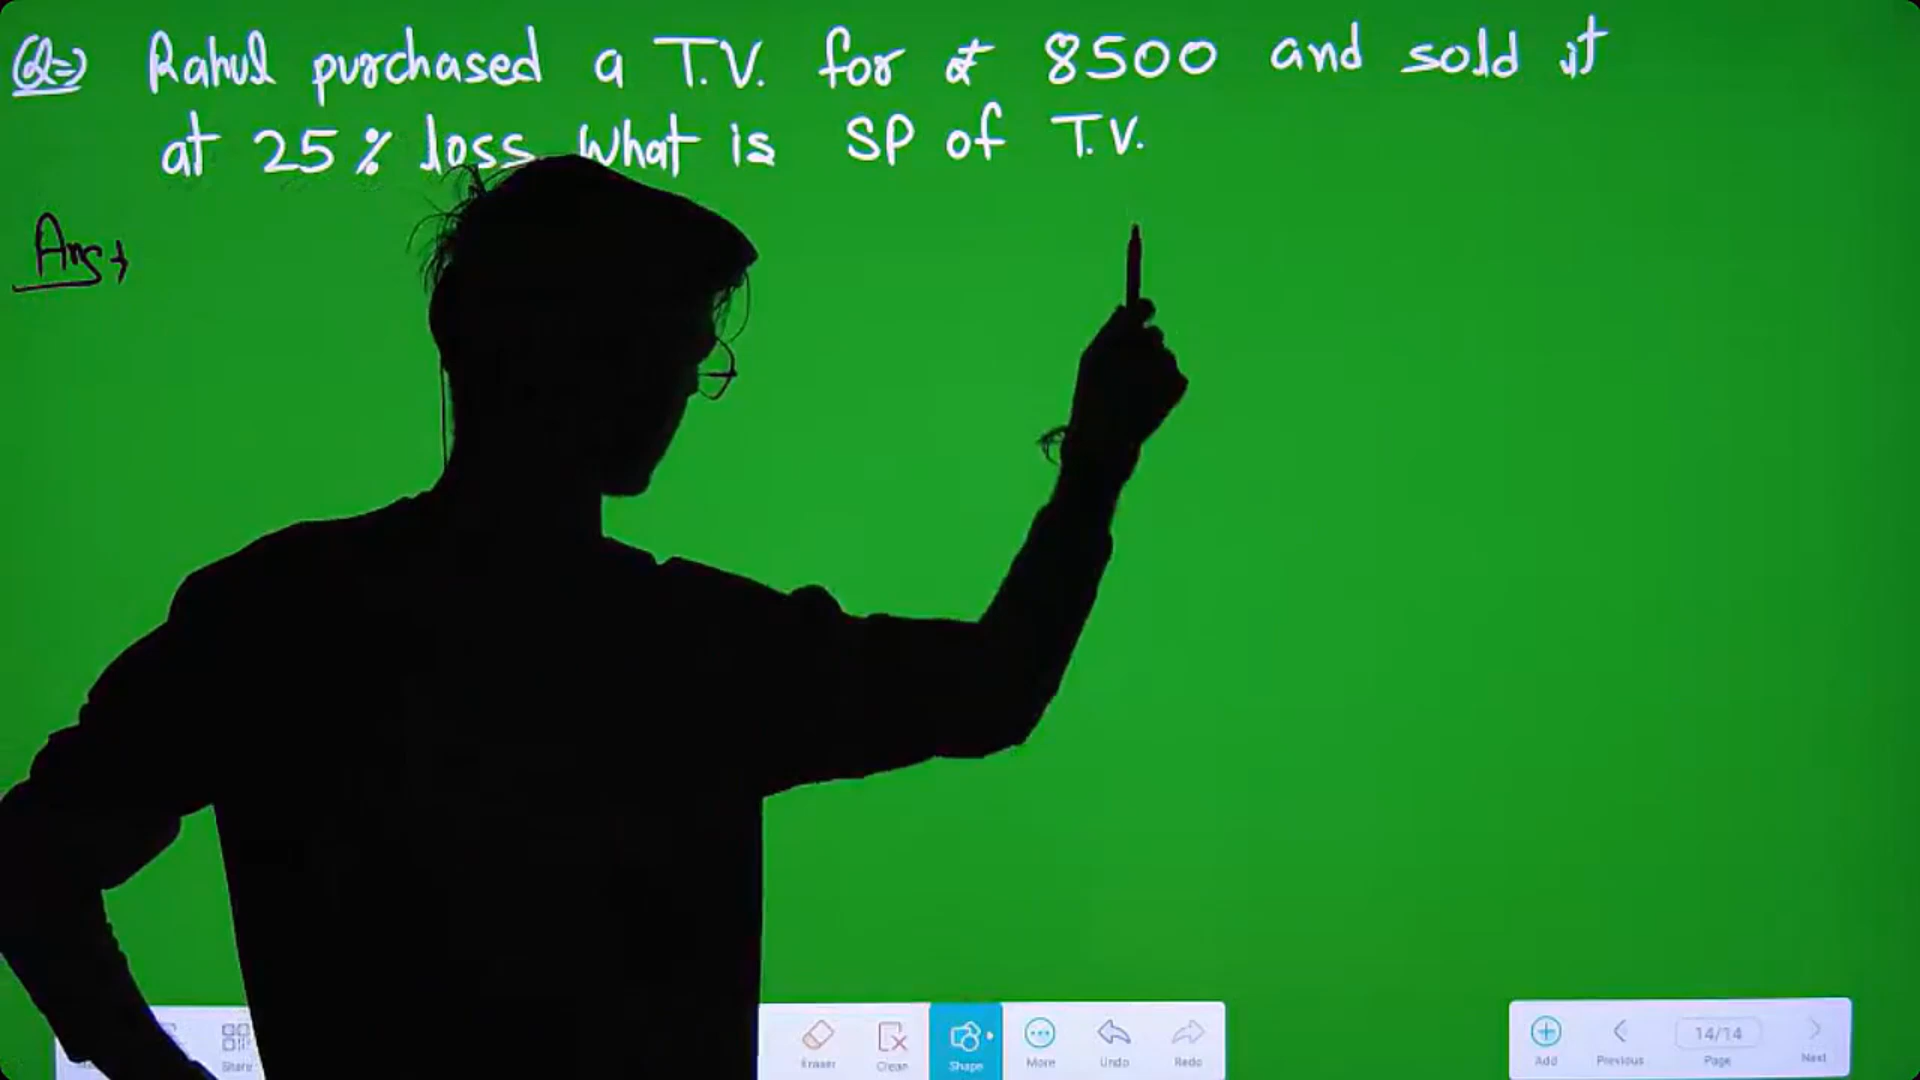 Q⇒ Rahul purchased a T.V. for ₹ 8500 and sold it
at 25% loss What is SP of T.V.
Ans→
Share
Eraser
Clean
Shape
More
Undo
Redo
Add
Previous
14/14
Page
Next